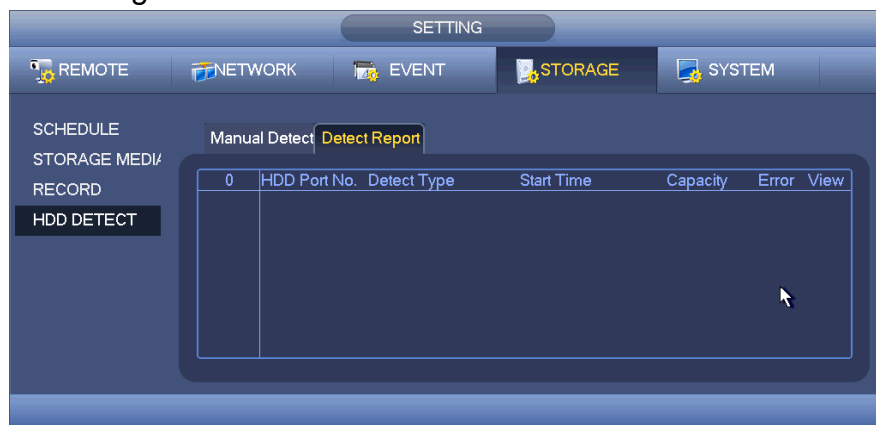 SETTING
REMOTE NETWORK EVENT STORAGE SYSTEM
SCHEDULE
STORAGE MEDIA
RECORD
HDD DETECT
Manual Detect Detect Report
0 HDD Port No. Detect Type Start Time Capacity Error View